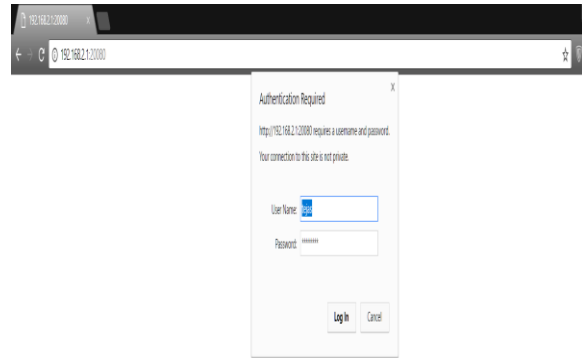 192.168.2.1:20080
x
192.168.2.1:20080
x
Authentication Required
http://192.168.2.1:20080 requires a username and password.
Your connection to this site is not private.
User Name:
Password: ********
Log In
Cancel